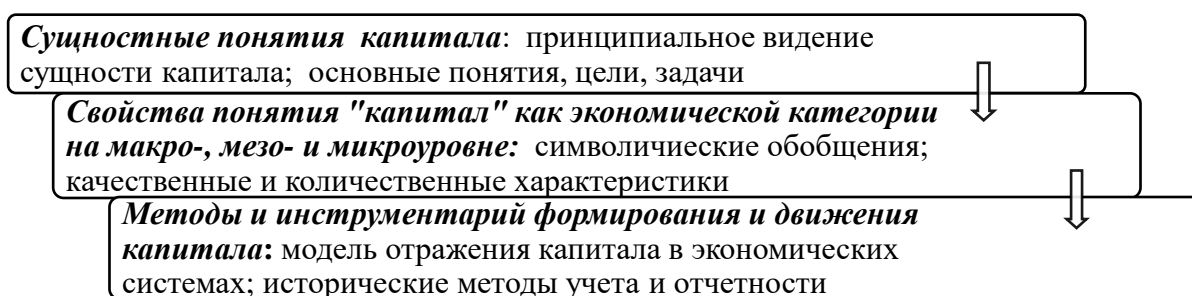 Сущностные понятия капитала: принципиальное видение
сущности капитала; основные понятия, цели, задачи
Свойства понятия "капитал" как экономической категории
на макро-, мезо- и микроуровне: символичиеские обобщения;
качественные и количественные характеристики
Методы и инструментарий формирования и движения
капитала: модель отражения капитала в экономических
системах; исторические методы учета и отчетности